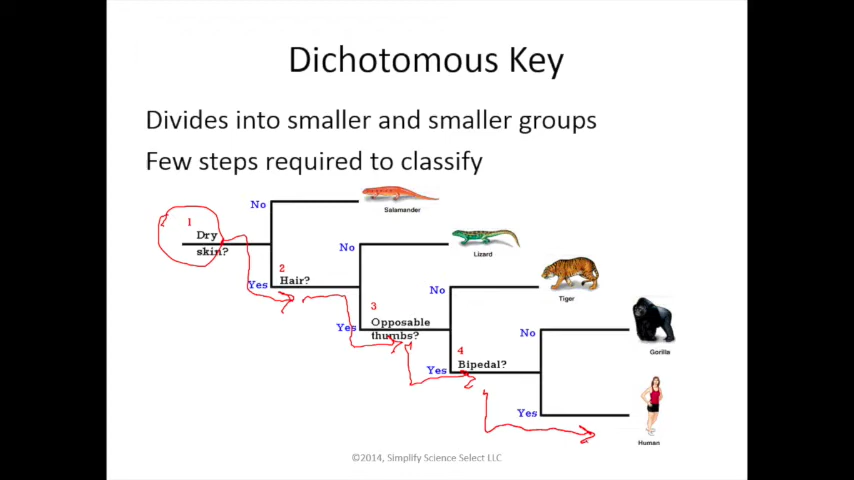 Dichotomous Key
Divides into smaller and smaller groups
Few steps required to classify
No
Salamander
1
Dry
skin?
No
Lizard
Yes
2
Hair?
No
Tiger
Yes
3
Opposable
thumbs?
No
Gorilla
Yes
4
Bipedal?
Yes
Human
©2014, Simplify Science Select LLC